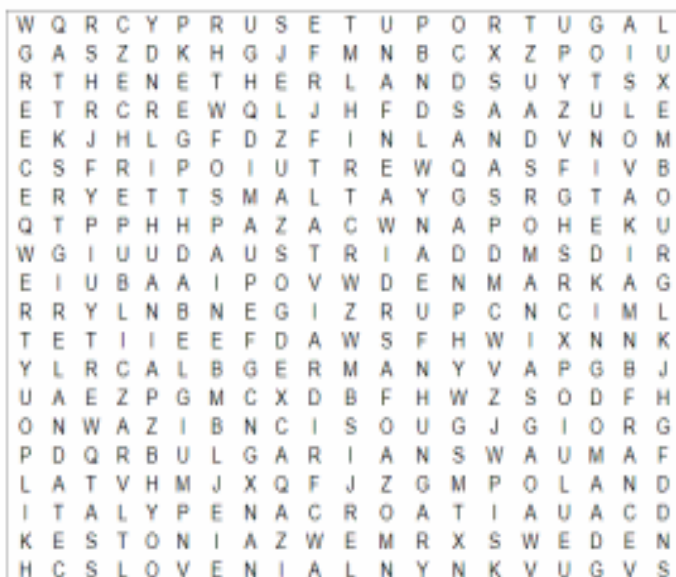 W Q R C Y P R U S E T U P O R T U G A L
G A S Z D K H G J F M N B C X Z P O I U
R T H E N E T H E R L A N D S U Y T S X
E T R C R E W Q L J H F D S A A Z U L E
E K J H L G F D Z F I N L A N D V N O M
C S F R I P O I U T R E W Q A S F I V B
E R Y E T T S M A L T A Y G S R G T A O
Q T P P H H P A Z A C W N A P O H E K U
W G I U U D A U S T R I A D D M S D I R
E I U B A A I P O V W D E N M A R K A G
R R Y L N B N E G I Z R U P C N C I M L
T E T I I E E F D A W S F H W I X N N K
Y L R C A L B G E R M A N Y V A P G B J
U A E Z P G M C X D B F H W Z S O D F H
O N W A Z I B N C I S O U G J G I O R G
P D Q R B U L G A R I A N S W A U M A F
L A T V H M J X Q F J Z G M P O L A N D
I T A L Y P E N A C R O A T I A U A C D
K E S T O N I A Z W E M R X S W E D E N
H C S L O V E N I A L N Y N K V U G V S